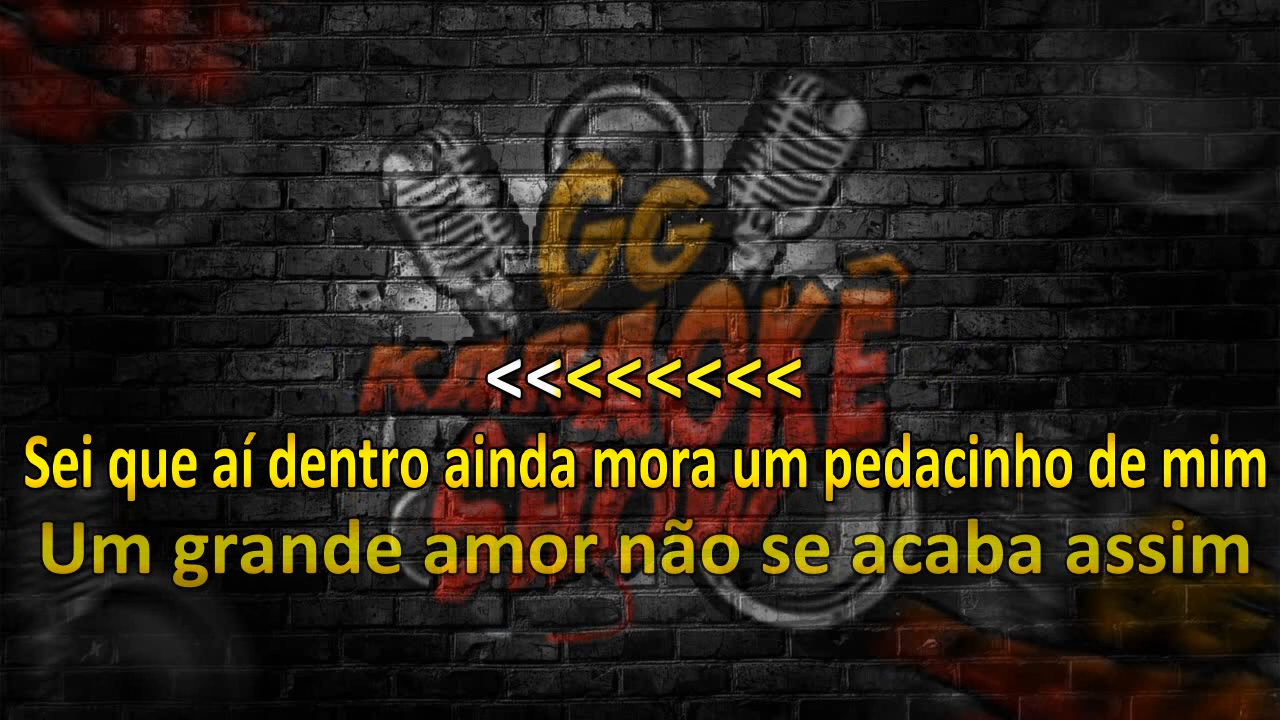 GG
KARAOKÊ
<<<<<<<<
SHOW
Sei que aí dentro ainda mora um pedacinho de mim
Um grande amor não se acaba assim